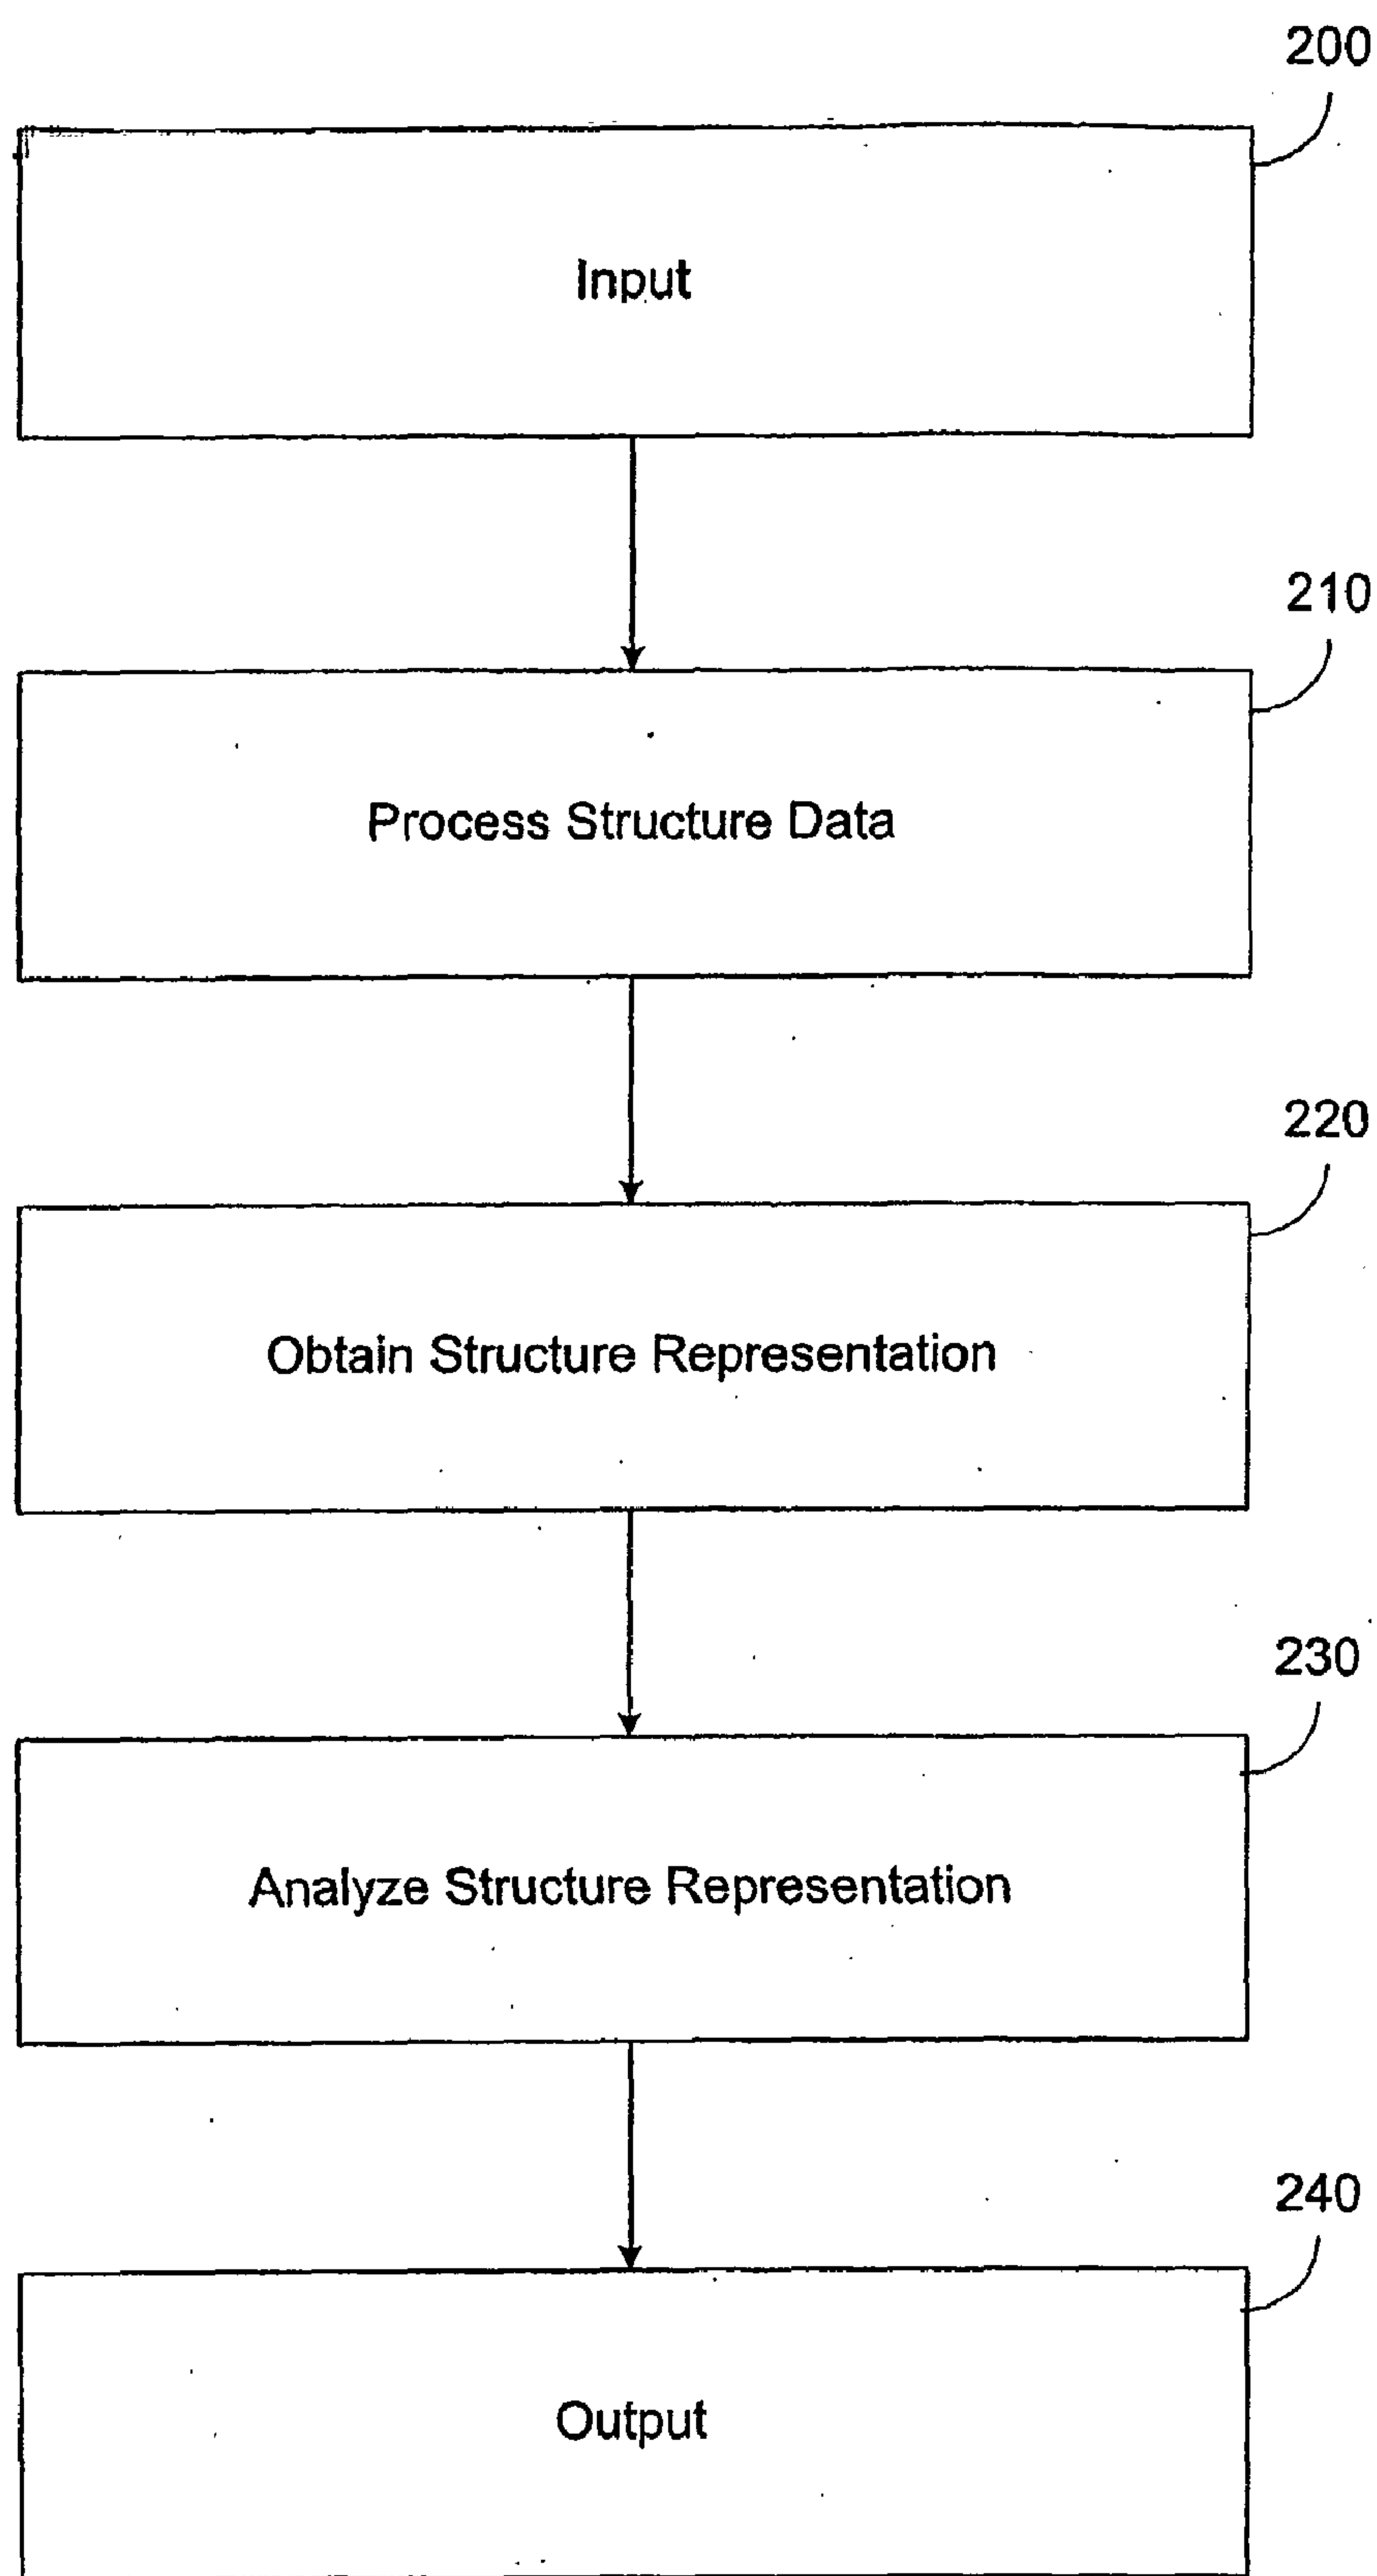 200
Input
210
Process Structure Data
220
Obtain Structure Representation
230
Analyze Structure Representation
240
Output